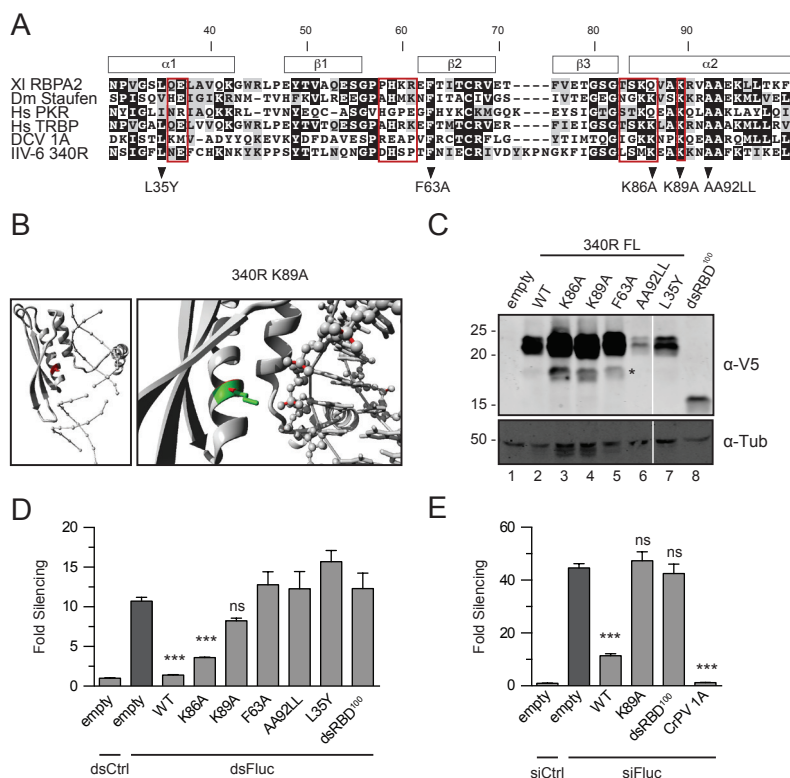 A
40 50 60 70 80 90
α1 β1 β2 β3 α2
Xl RBPA2 NPVGSLQELAVQKGWRLPEYTVAQESGPPHKREFTITCRVET----FVETGSGTSKQVAKRVAAEKLLTKF
Dm Staufen
Hs PKR
Hs TRBP
DCV 1A
IIV-6 340R
L35Y F63A K86A K89A AA92LL
B
340R K89A
C
340R FL
empty WT K86A K89A F63A AA92LL L35Y dsRBD¹⁰⁰
25 -
20 -
*
15 -
α-V5
50 -
α-Tub
1 2 3 4 5 6 7 8
D
Fold Silencing
20
15
10
5
0
*** *** ns
empty empty WT K86A K89A F63A AA92LL L35Y dsRBD¹⁰⁰
dsCtrl dsFluc
E
Fold Silencing
60
40
20
0
*** ns ns ***
empty empty WT K89A dsRBD¹⁰⁰ CrPV 1A
siCtrl siFluc